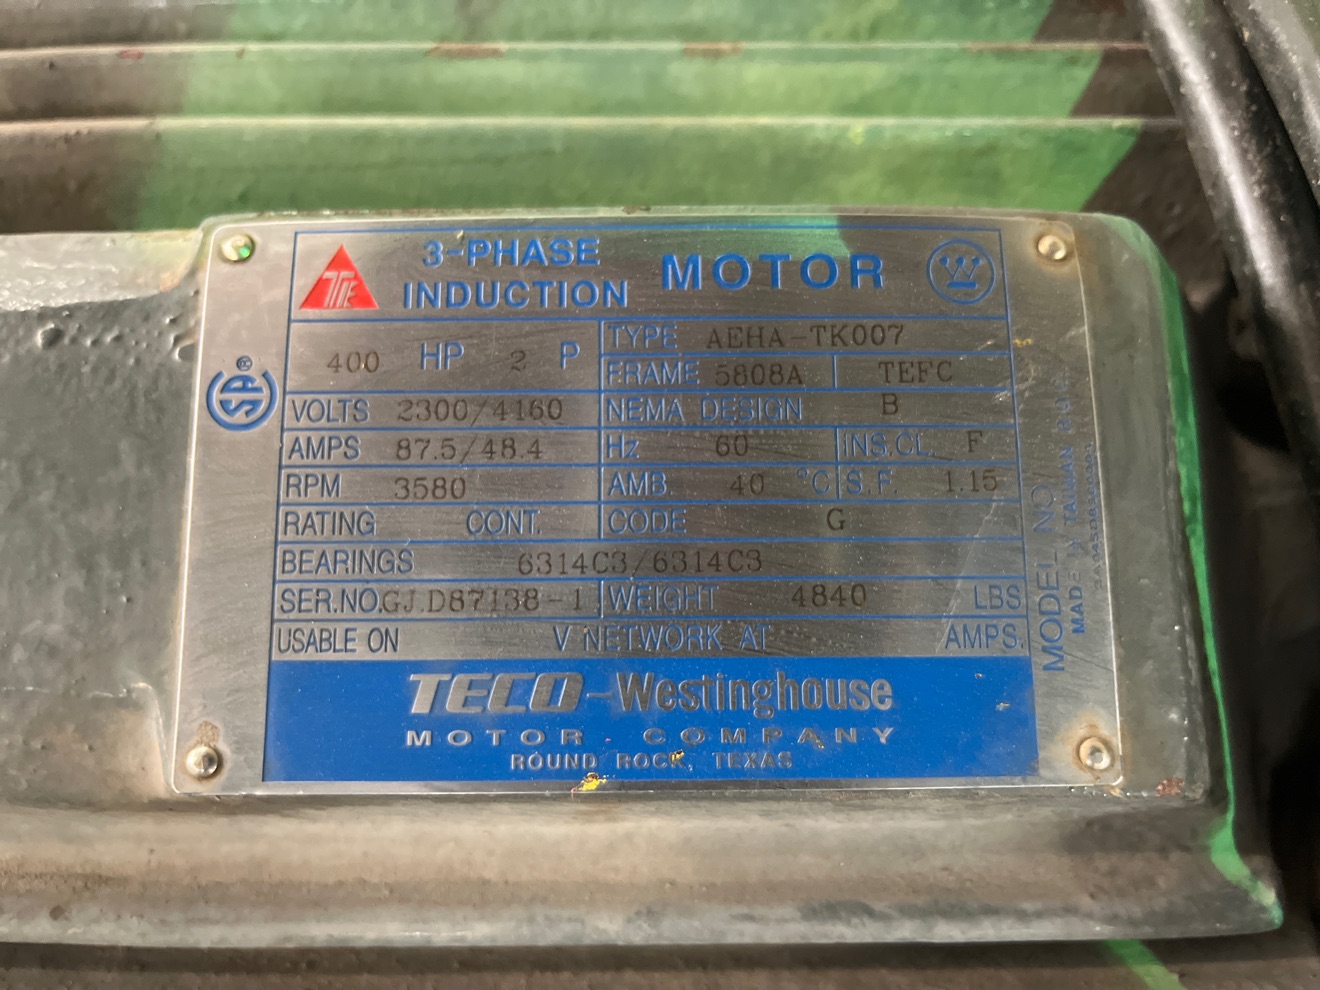 3-PHASE
INDUCTION MOTOR
400 HP 2 P
TYPE AEHA-TK007
FRAME 5808A TEFC
VOLTS 2300/4160 NEMA DESIGN B
AMPS 87.5/48.4 Hz 60 INS.CL. F
RPM 3580 AMB. 40 °C S.F. 1.15
RATING CONT. CODE G
BEARINGS 6314C3/6314C3
SER.NO. GJ.D87138-1 WEIGHT 4840 LBS
USABLE ON V NETWORK AT AMPS.
TECO-Westinghouse
MOTOR COMPANY
ROUND ROCK, TEXAS
MODEL NO.
MADE IN TAIWAN